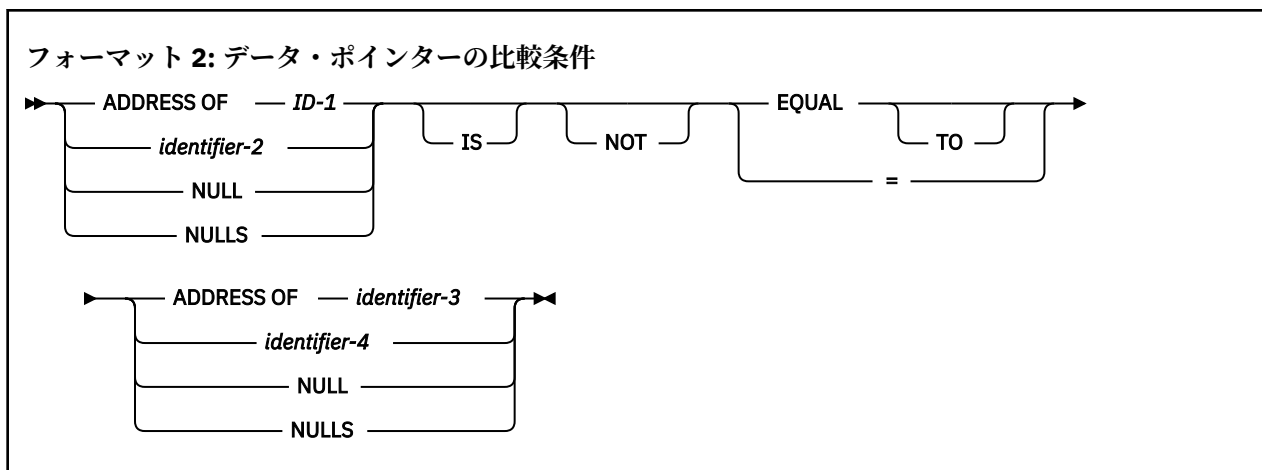 フォーマット 2: データ・ポインターの比較条件
ADDRESS OF ID-1 EQUAL
identifier-2 IS NOT TO
NULL =
NULLS
ADDRESS OF identifier-3
identifier-4
NULL
NULLS